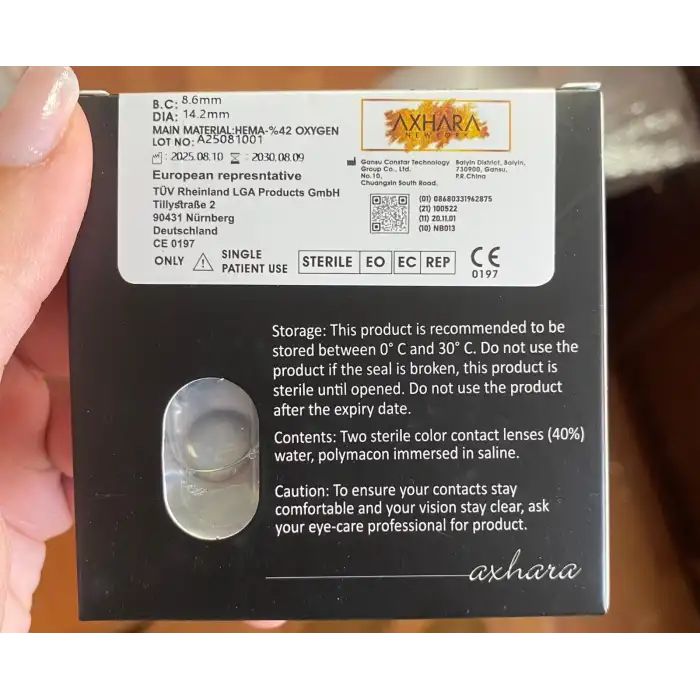 B.C: 8.6mm
DIA: 14.2mm
MAIN MATERIAL:HEMA-%42 OXYGEN
LOT NO: A25081001
: 2025.08.10 : 2030.08.09
European represntative
TÜV Rheinland LGA Products GmbH
Tillystraße 2
90431 Nürnberg
Deutschland
CE 0197
ONLY SINGLE
PATIENT USE
AXHARA
NEWYORK
Gansu Constar Technology
Group Co., Ltd.
No.10,
Chuangxin South Road,
Baiyin District, Baiyin,
730900, Gansu,
P.R.China
(01) 08680331962875
(21) 100522
(11) 20.11.01
(10) NB013
STERILE EO EC REP
CE
0197
Storage: This product is recommended to be
stored between 0° C and 30° C. Do not use the
product if the seal is broken, this product is
sterile until opened. Do not use the product
after the expiry date.
Contents: Two sterile color contact lenses (40%)
water, polymacon immersed in saline.
Caution: To ensure your contacts stay
comfortable and your vision stay clear, ask
your eye-care professional for product.
axhara